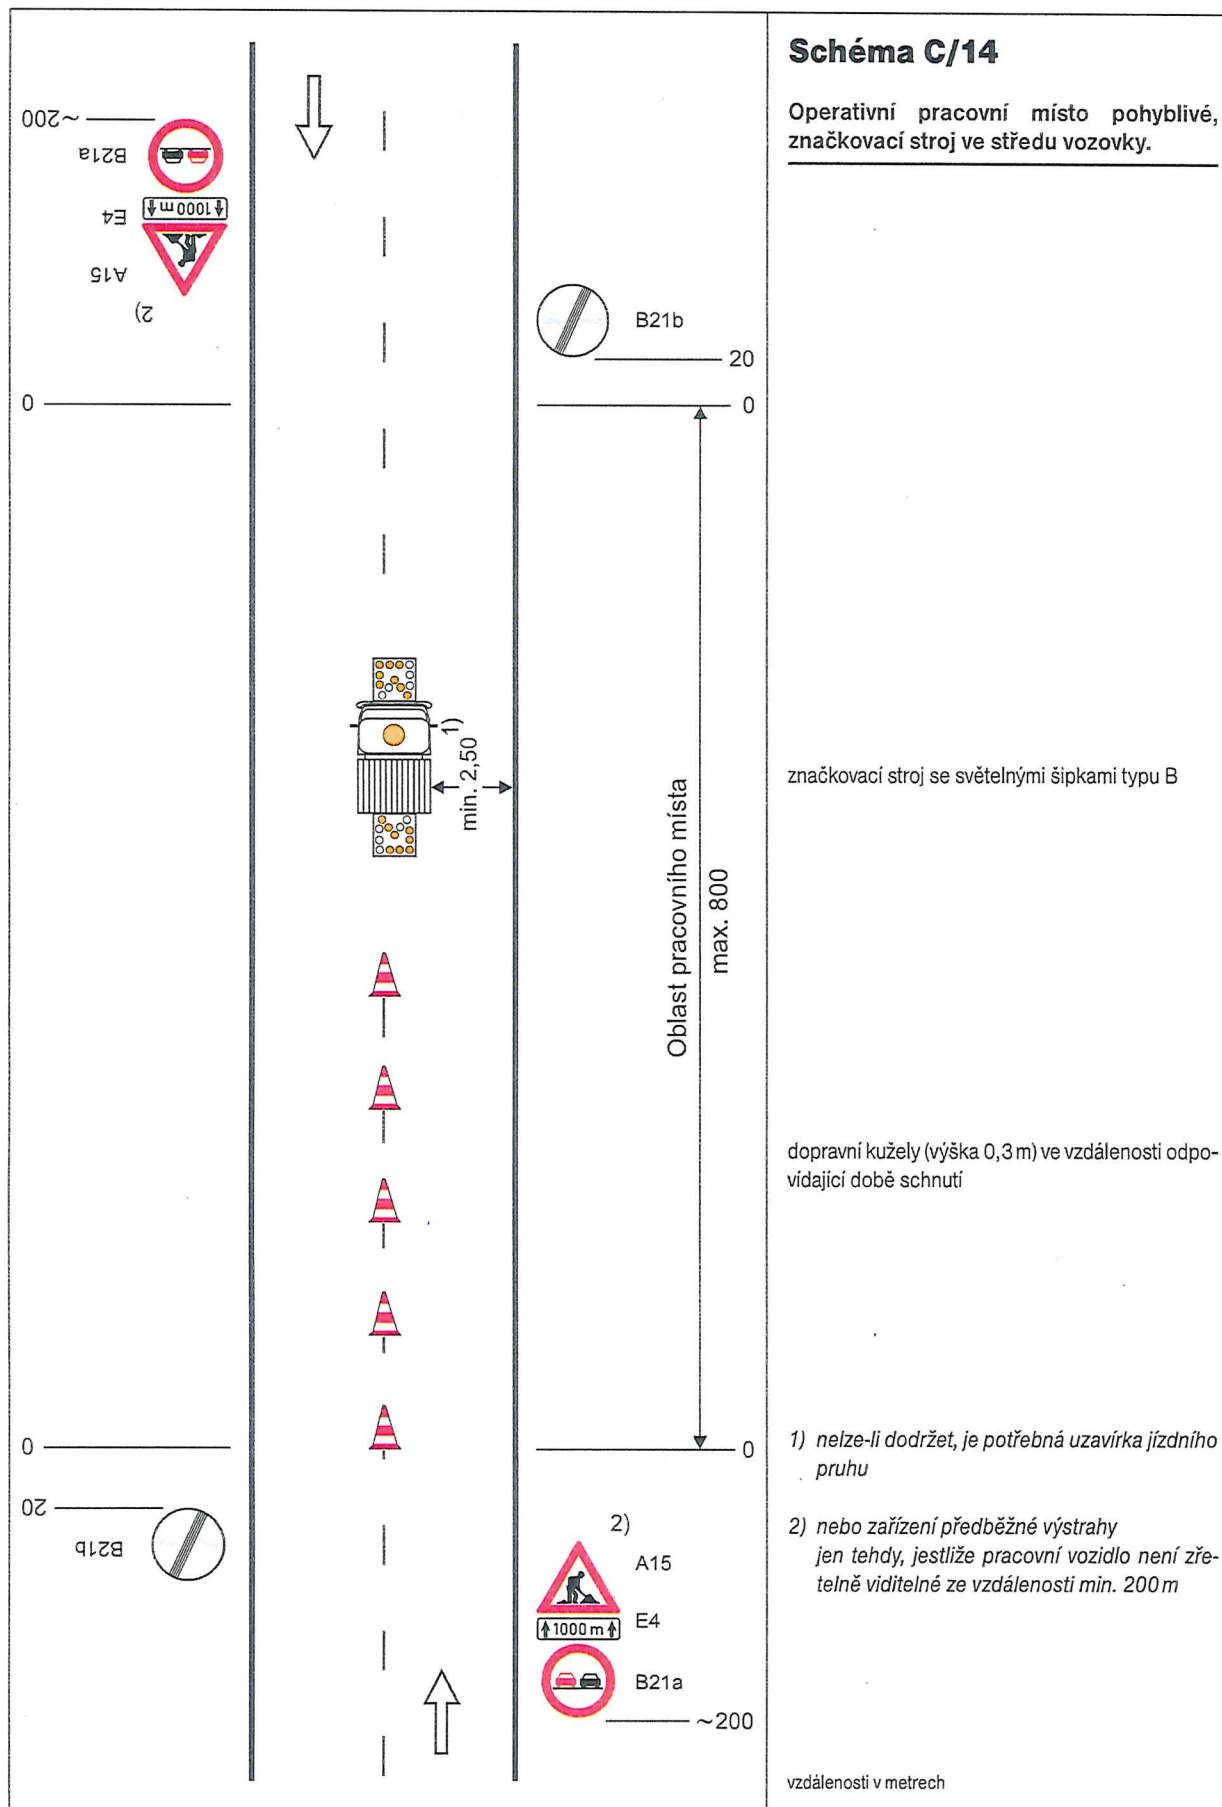 Schéma C/14
Operativní pracovní místo pohyblivé,
značkovací stroj ve středu vozovky.
~200
B21a
1000 m
E4
A15
2)
B21b
20
0
0
1)
min. 2,50
značkovací stroj se světelnými šipkami typu B
Oblast pracovního místa
max. 800
dopravní kužely (výška 0,3 m) ve vzdálenosti odpo-
vídající době schnutí
0
0
20
B21b
1) nelze-li dodržet, je potřebná uzavírka jízdního
pruhu
2) nebo zařízení předběžné výstrahy
jen tehdy, jestliže pracovní vozidlo není zře-
telně viditelné ze vzdálenosti min. 200 m
2)
A15
1000 m
E4
B21a
~200
vzdálenosti v metrech